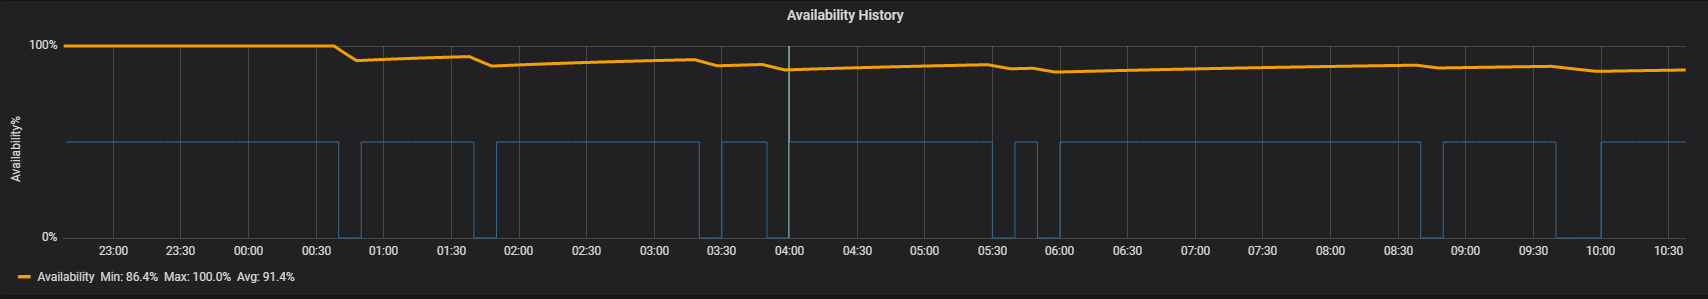 Availability History
100%
Availability%
0%
23:00 23:30 00:00 00:30 01:00 01:30 02:00 02:30 03:00 03:30 04:00 04:30 05:00 05:30 06:00 06:30 07:00 07:30 08:00 08:30 09:00 09:30 10:00 10:30
Availability Min: 86.4% Max: 100.0% Avg: 91.4%